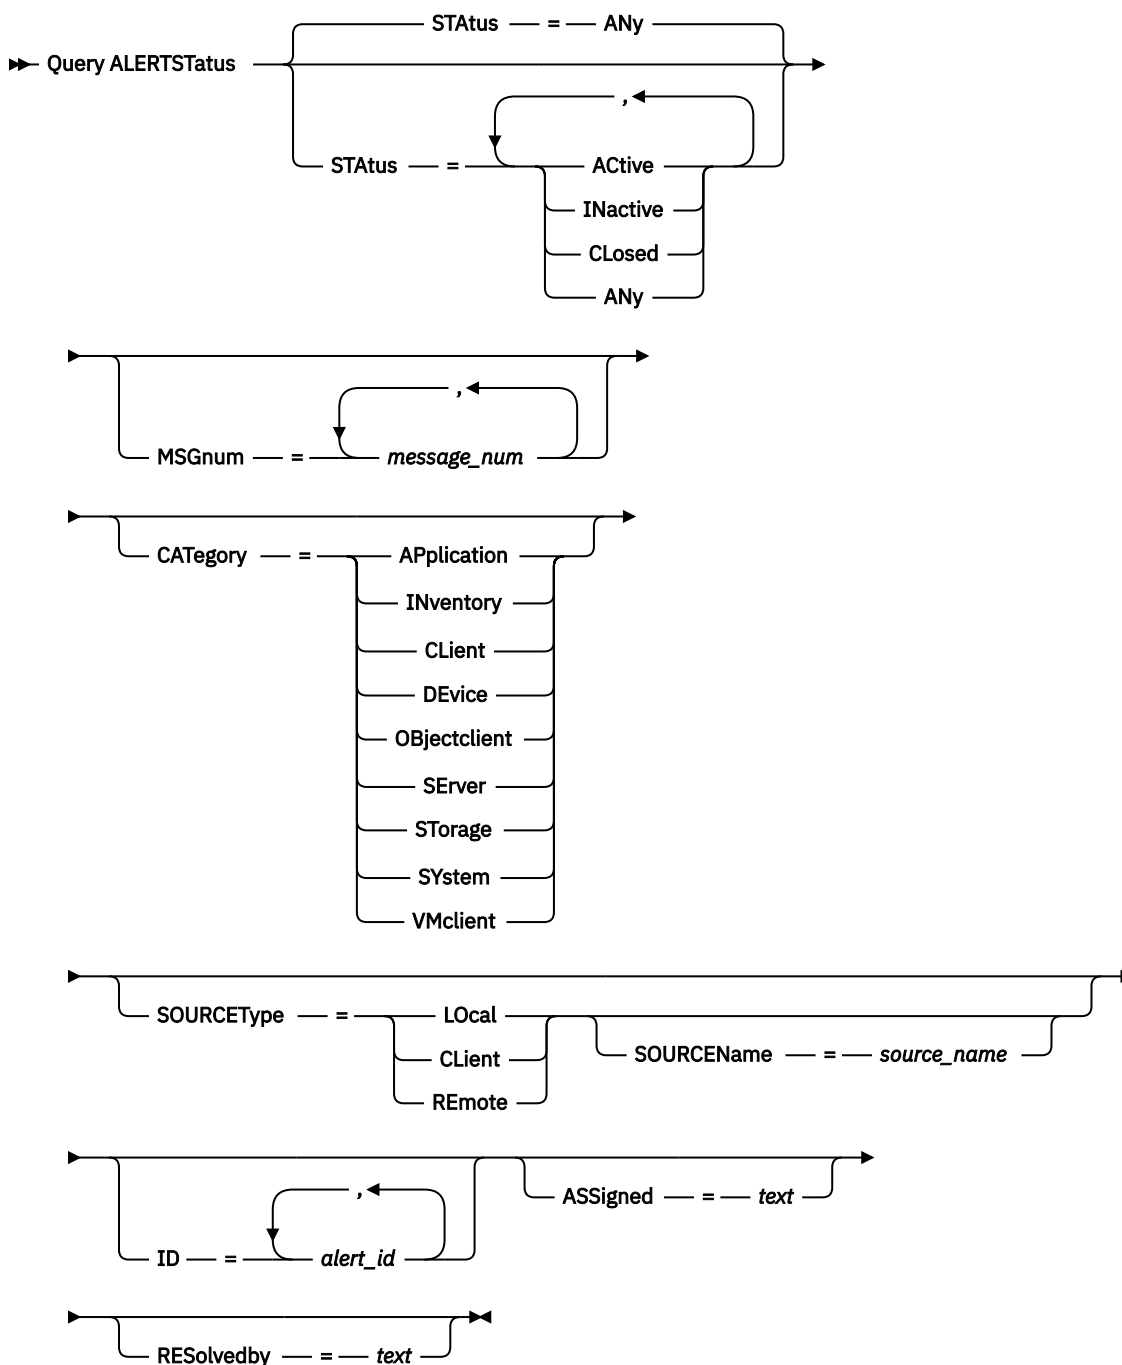 STAtus = ANy
Query ALERTSTatus
,
STAtus = ACtive
INactive
CLosed
ANy
,
MSGnum = message_num
CATegory = APplication
INventory
CLient
DEvice
OBjectclient
SErver
STorage
SYstem
VMclient
SOURCEType = LOcal
CLient
SOURCEName = source_name
REmote
ASSigned = text
,
ID = alert_id
RESolvedby = text